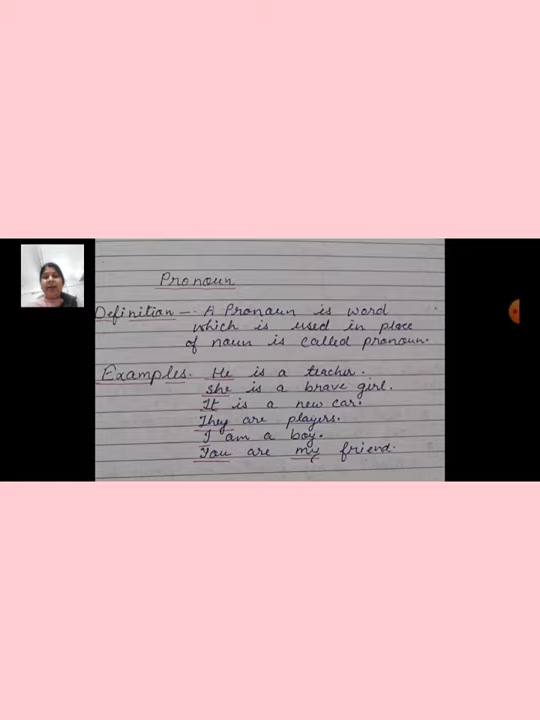 Pronoun
Definition -. A Pronoun is word
which is used in place
of noun is called pronoun.
Examples. He is a teacher.
She is a brave girl.
It is a new car.
They are players.
I am a boy.
You are my friend.